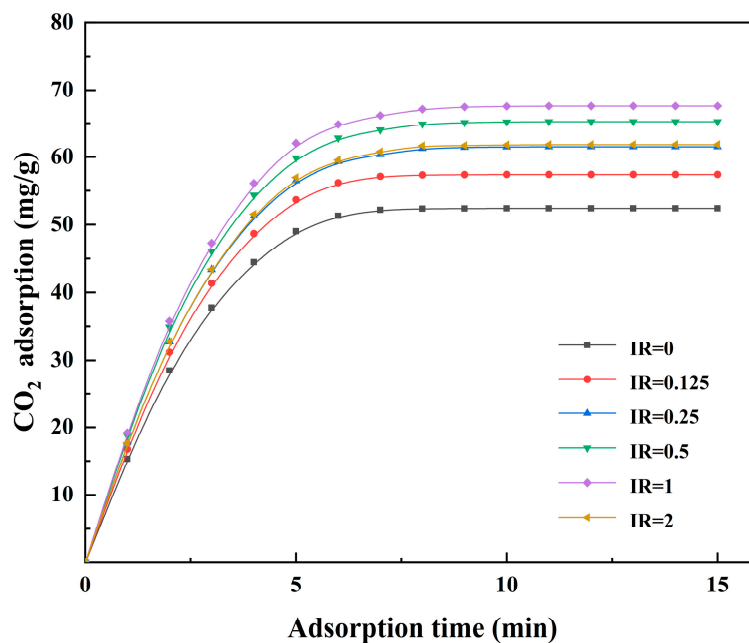 80
70
60
50
40
30
20
10
0
5
10
15
CO₂ adsorption (mg/g)
Adsorption time (min)
IR=0
IR=0.125
IR=0.25
IR=0.5
IR=1
IR=2